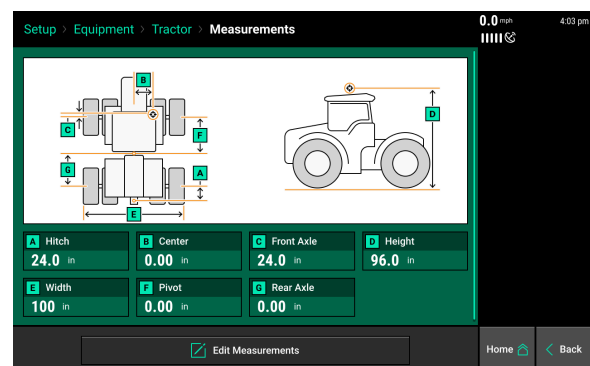 Setup > Equipment > Tractor > Measurements
0.0 mph
4:03 pm
B
C
F
G
A
E
D
A Hitch
24.0 in
B Center
0.00 in
C Front Axle
24.0 in
D Height
96.0 in
E Width
100 in
F Pivot
0.00 in
G Rear Axle
0.00 in
Edit Measurements
Home
Back